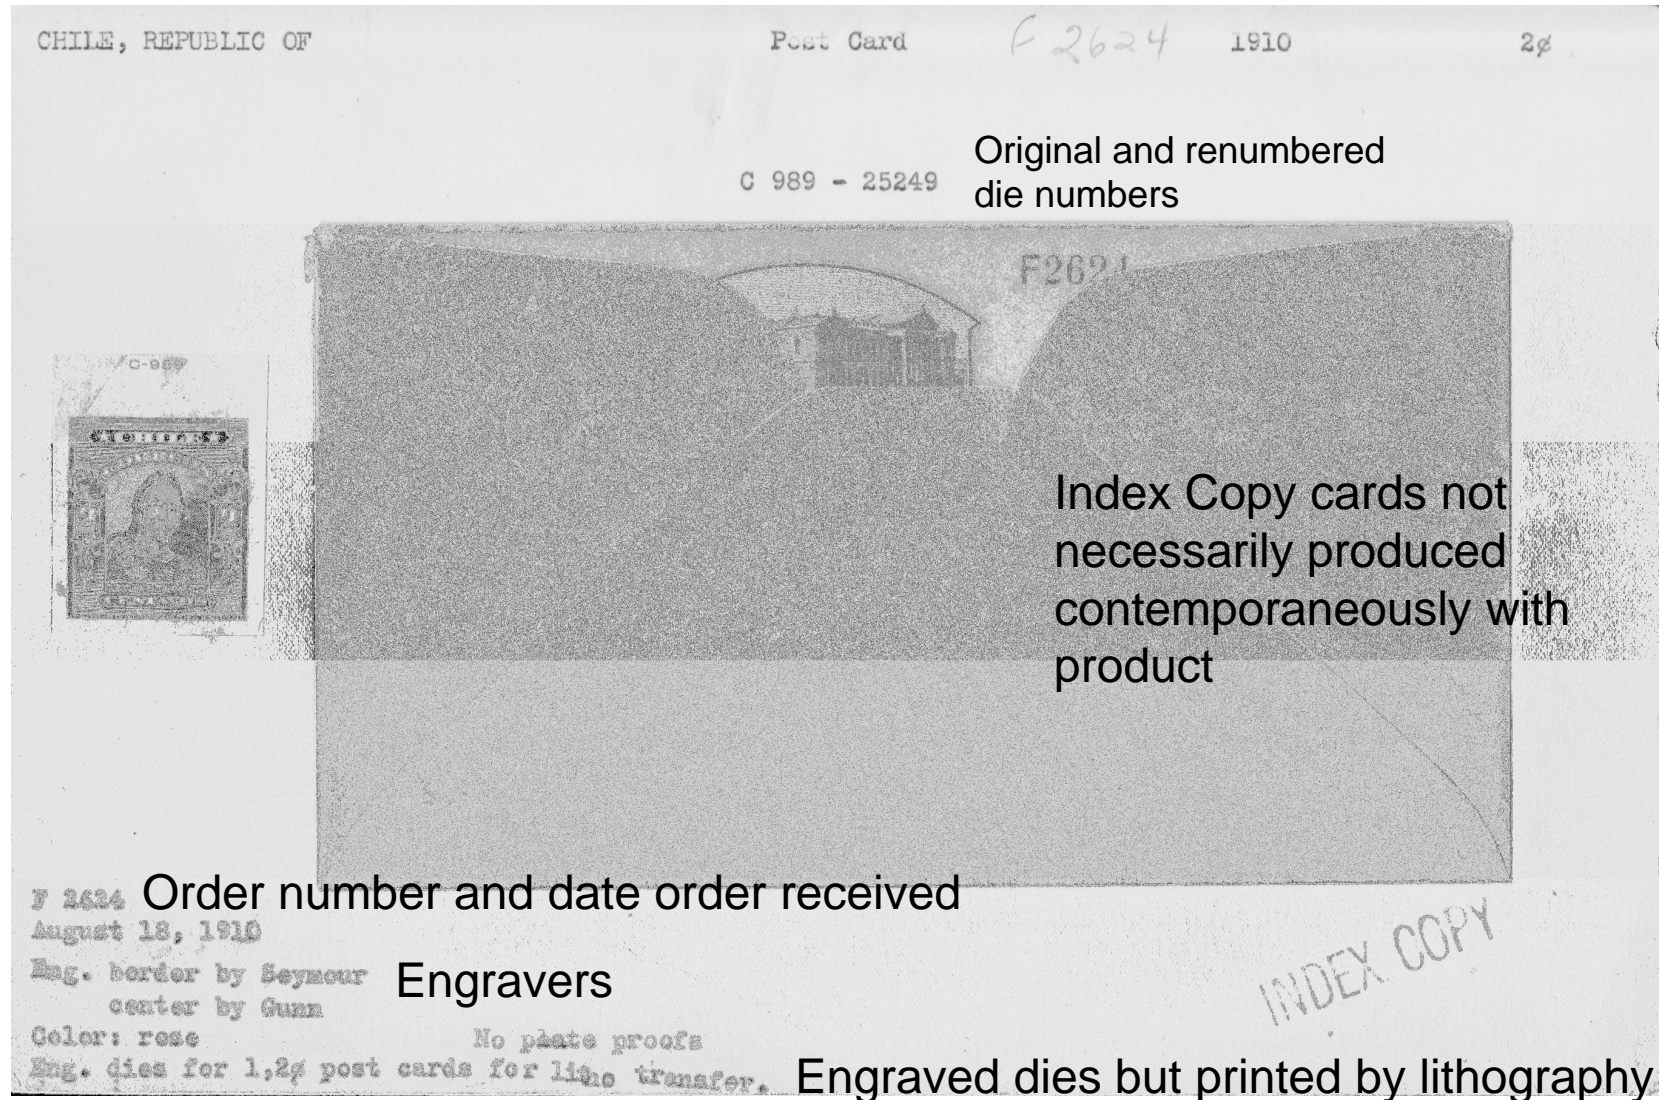 CHILE, REPUBLIC OF Post Card F 2624 1910 2¢
Original and renumbered
die numbers
C 989 - 25249
F262
C-989
Index Copy cards not
necessarily produced
contemporaneously with
product
F 2624 Order number and date order received
August 18, 1910
Eng. border by Seymour Engravers
center by Gunn
Color: rose No plate proofs
Eng. dies for 1,2¢ post cards for litho transfer. Engraved dies but printed by lithography
INDEX COPY